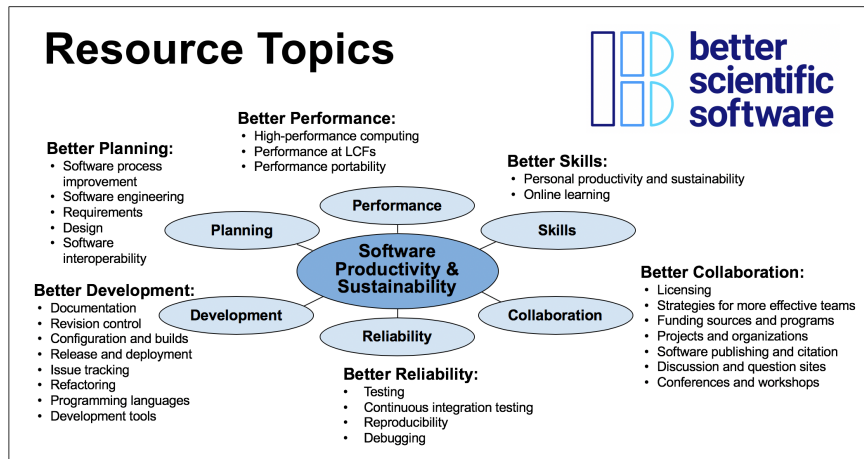 Resource Topics
better
scientific
software
Better Performance:
• High-performance computing
• Performance at LCFs
• Performance portability
Better Planning:
• Software process
improvement
• Software engineering
• Requirements
• Design
• Software
interoperability
Better Skills:
• Personal productivity and sustainability
• Online learning
Performance
Planning
Skills
Software
Productivity &
Sustainability
Development
Collaboration
Reliability
Better Development:
• Documentation
• Revision control
• Configuration and builds
• Release and deployment
• Issue tracking
• Refactoring
• Programming languages
• Development tools
Better Collaboration:
• Licensing
• Strategies for more effective teams
• Funding sources and programs
• Projects and organizations
• Software publishing and citation
• Discussion and question sites
• Conferences and workshops
Better Reliability:
• Testing
• Continuous integration testing
• Reproducibility
• Debugging